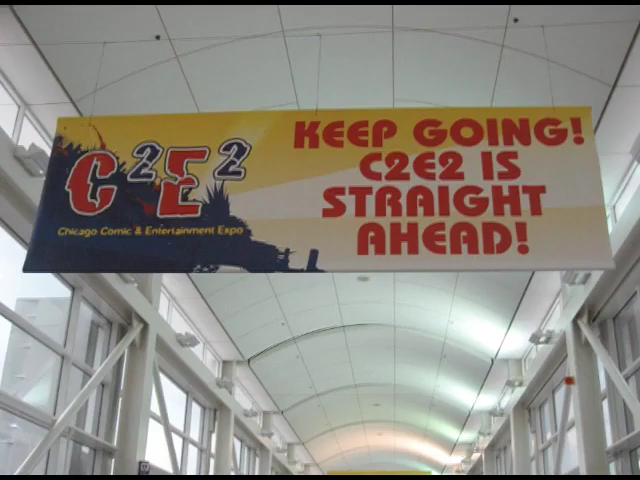 C²E²
Chicago Comic & Entertainment Expo
KEEP GOING!
C2E2 IS
STRAIGHT
AHEAD!